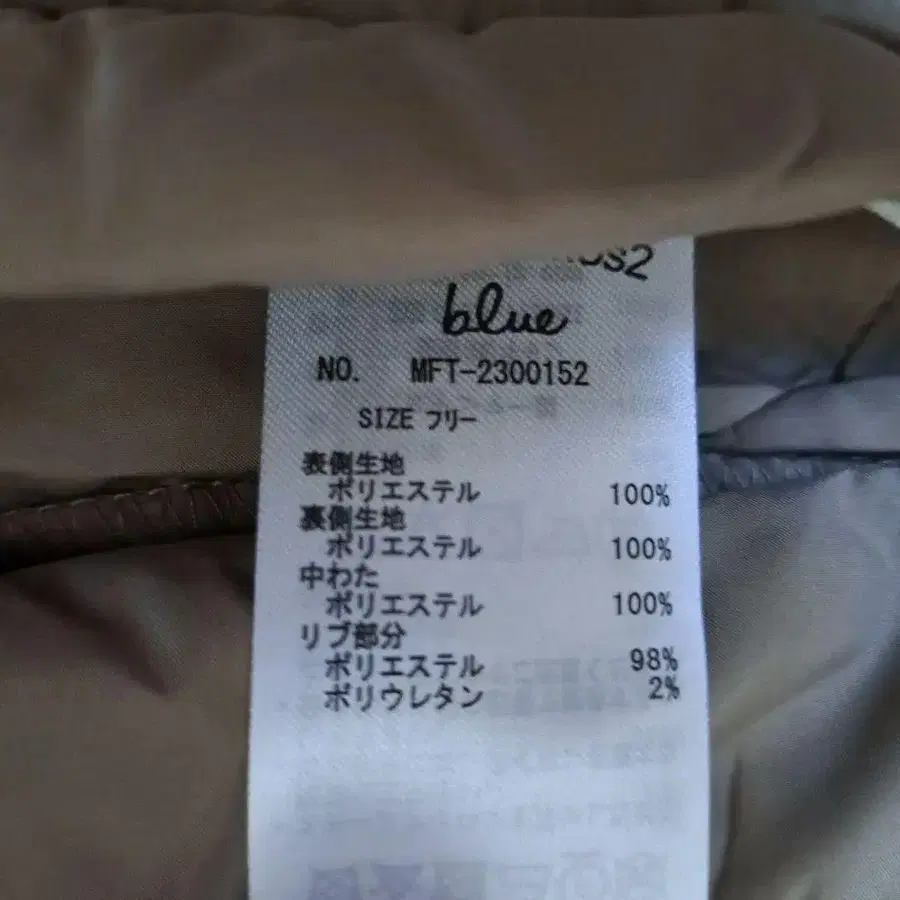 blue
NO. MFT-2300152
SIZE フリー
表側生地
ポリエステル 100%
裏側生地
ポリエステル 100%
中わた
ポリエステル 100%
リブ部分
ポリエステル 98%
ポリウレタン 2%